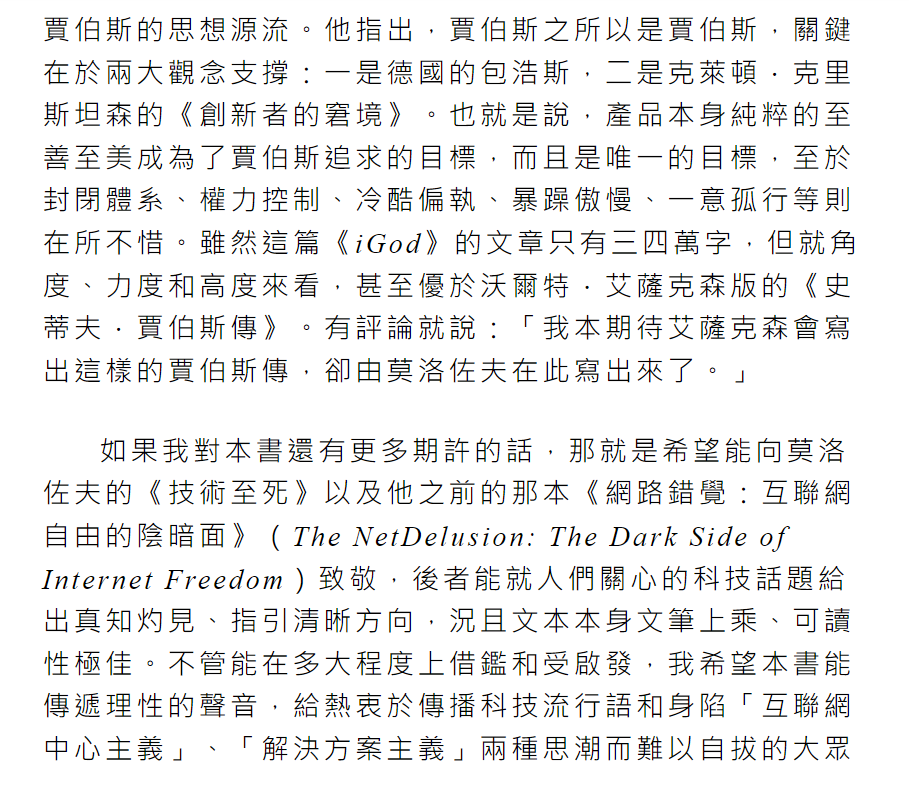 賈伯斯的思想源流。他指出，賈伯斯之所以是賈伯斯，關鍵
在於兩大觀念支撐：一是德國的包浩斯，二是克萊頓．克里
斯坦森的《創新者的窘境》。也就是說，產品本身純粹的至
善至美成為了賈伯斯追求的目標，而且是唯一的目標，至於
封閉體系、權力控制、冷酷偏執、暴躁傲慢、一意孤行等則
在所不惜。雖然這篇《iGod》的文章只有三四萬字，但就角
度、力度和高度來看，甚至優於沃爾特．艾薩克森版的《史
蒂夫．賈伯斯傳》。有評論就說：「我本期待艾薩克森會寫
出這樣的賈伯斯傳，卻由莫洛佐夫在此寫出來了。」
如果我對本書還有更多期許的話，那就是希望能向莫洛
佐夫的《技術至死》以及他之前的那本《網路錯覺：互聯網
自由的陰暗面》（The NetDelusion: The Dark Side of
Internet Freedom）致敬，後者能就人們關心的科技話題給
出真知灼見、指引清晰方向，況且文本本身文筆上乘、可讀
性極佳。不管能在多大程度上借鑑和受啟發，我希望本書能
傳遞理性的聲音，給熱衷於傳播科技流行語和身陷「互聯網
中心主義」、「解決方案主義」兩種思潮而難以自拔的大眾